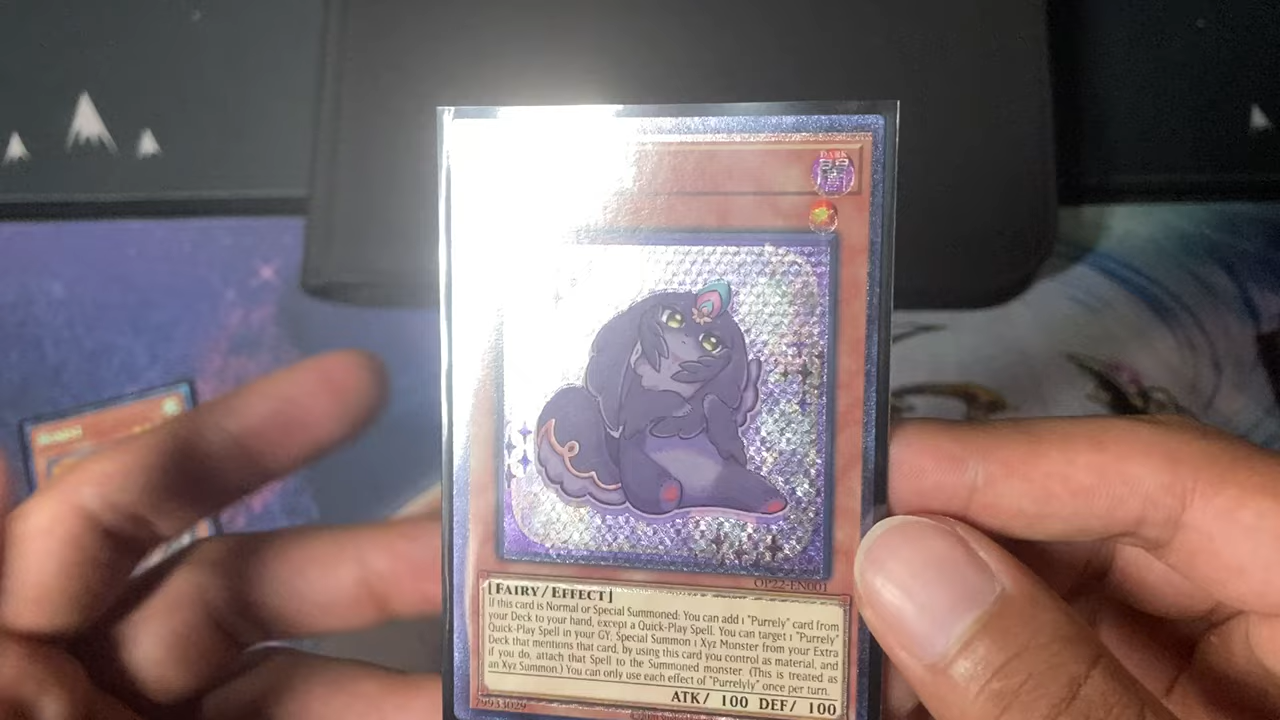 DARK
闇
OP22-EN001
[FAIRY/EFFECT]
If this card is Normal or Special Summoned: You can add 1 "Purrely" card from
your Deck to your hand, except a Quick-Play Spell. You can target 1 "Purrely"
Quick-Play Spell in your GY; Special Summon 1 Xyz Monster from your Extra
Deck that mentions that card, by using this card you control as material, and
if you do, attach that Spell to the Summoned monster. (This is treated as
an Xyz Summon.) You can only use each effect of "Purrelyly" once per turn.
ATK/ 100 DEF/ 100
79933029